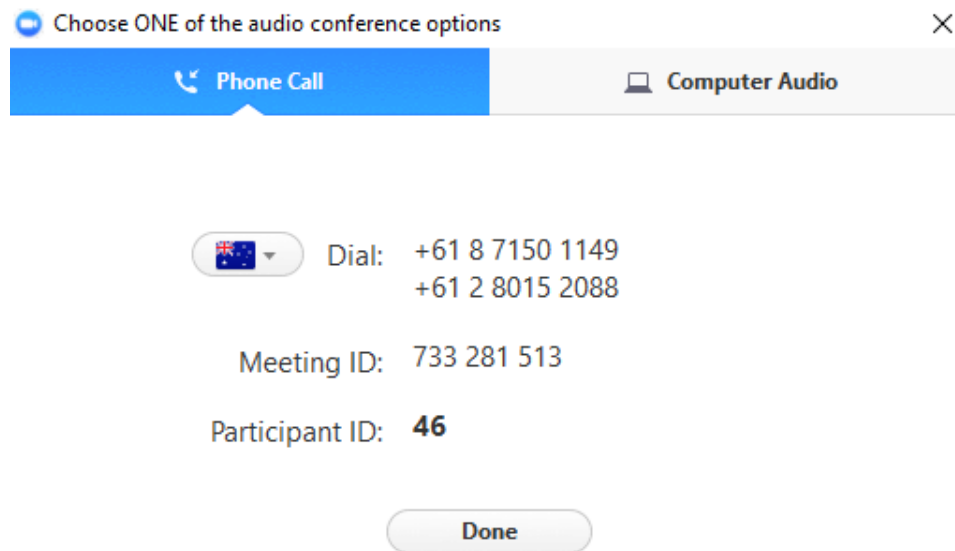 Choose ONE of the audio conference options
Phone Call
Computer Audio
Dial: +61 8 7150 1149
+61 2 8015 2088
Meeting ID: 733 281 513
Participant ID: 46
Done